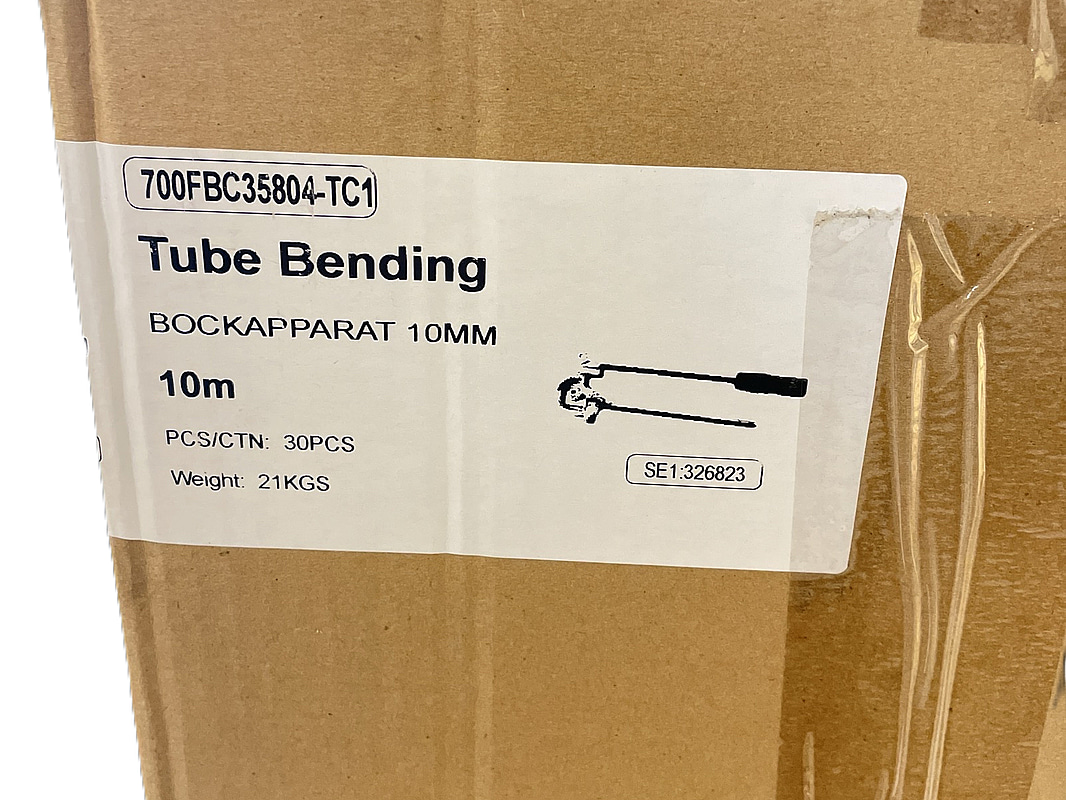 700FBC35804-TC1
Tube Bending
BOCKAPPARAT 10MM
10m
PCS/CTN: 30PCS
Weight: 21KGS
SE1:326823